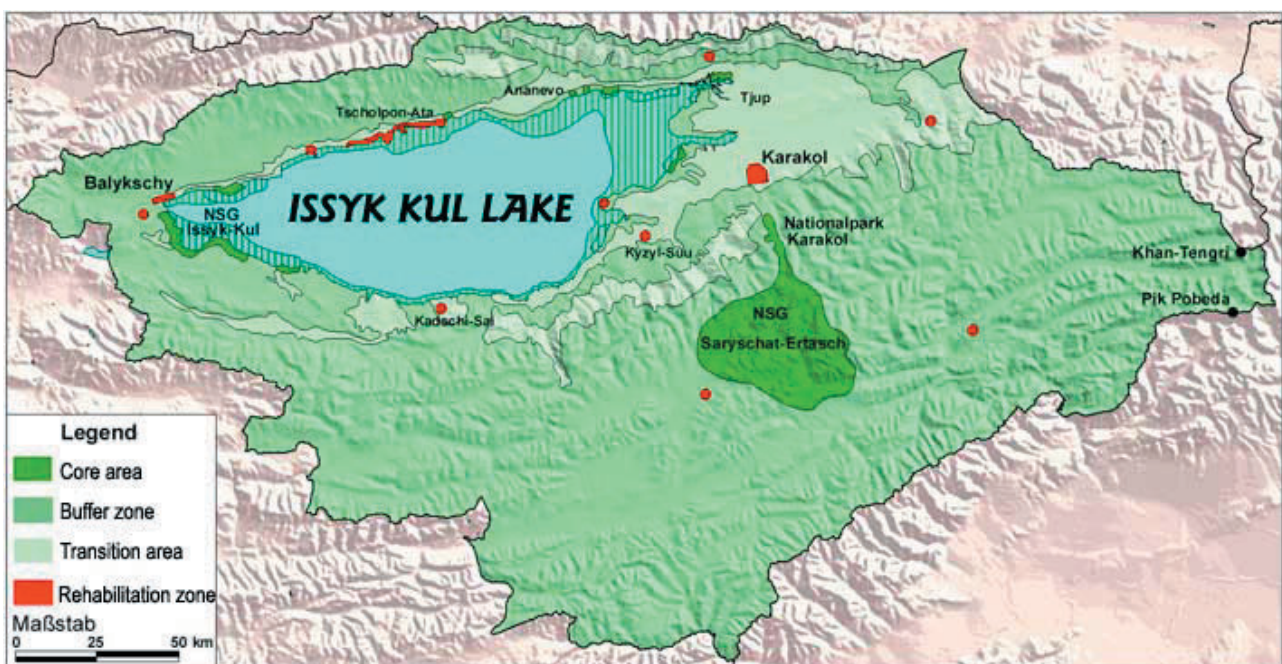 Ananevo
Tjup
Tscholpon-Ata
Karakol
Balykschy
ISSYK KUL LAKE
NSG
Issyk-Kul
Nationalpark
Karakol
Kyzyl-Suu
Khan-Tengri
Pik Pobeda
NSG
Saryschat-Ertasch
Kadschi-Sai
Legend
Core area
Buffer zone
Transition area
Rehabilitation zone
Maßstab
0 25 50 km